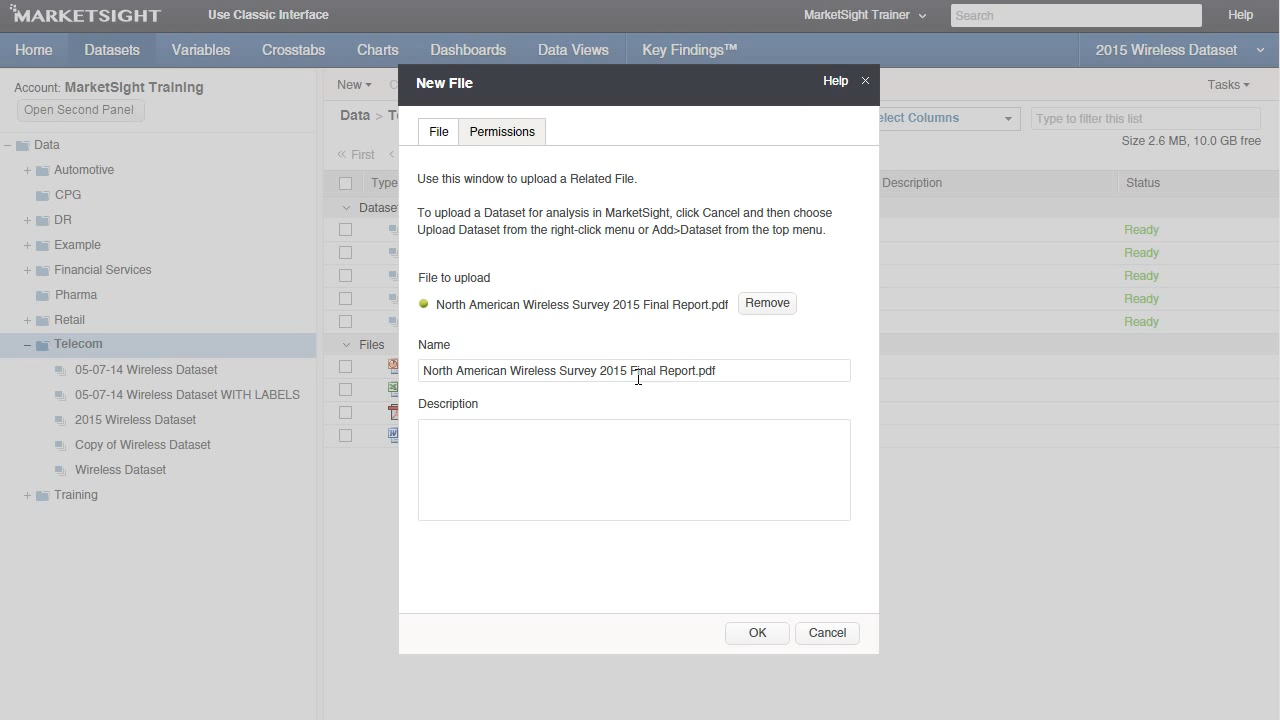 MARKETSIGHT
Use Classic Interface
MarketSight Trainer
Search
Help
Home
Datasets
Variables
Crosstabs
Charts
Dashboards
Data Views
Key Findings™
2015 Wireless Dataset
Account: MarketSight Training
Open Second Panel
Data
Automotive
CPG
DR
Example
Financial Services
Pharma
Retail
Telecom
05-07-14 Wireless Dataset
05-07-14 Wireless Dataset WITH LABELS
2015 Wireless Dataset
Copy of Wireless Dataset
Wireless Dataset
Training
New
Tasks
Data >
Columns
Type to filter this list
« First
Size 2.6 MB, 10.0 GB free
Type
Description
Status
Ready
Ready
Ready
Ready
Ready
Files
New File
Help
File
Permissions
Use this window to upload a Related File.
To upload a Dataset for analysis in MarketSight, click Cancel and then choose
Upload Dataset from the right-click menu or Add>Dataset from the top menu.
File to upload
North American Wireless Survey 2015 Final Report.pdf
Remove
Name
North American Wireless Survey 2015 Final Report.pdf
Description
OK
Cancel